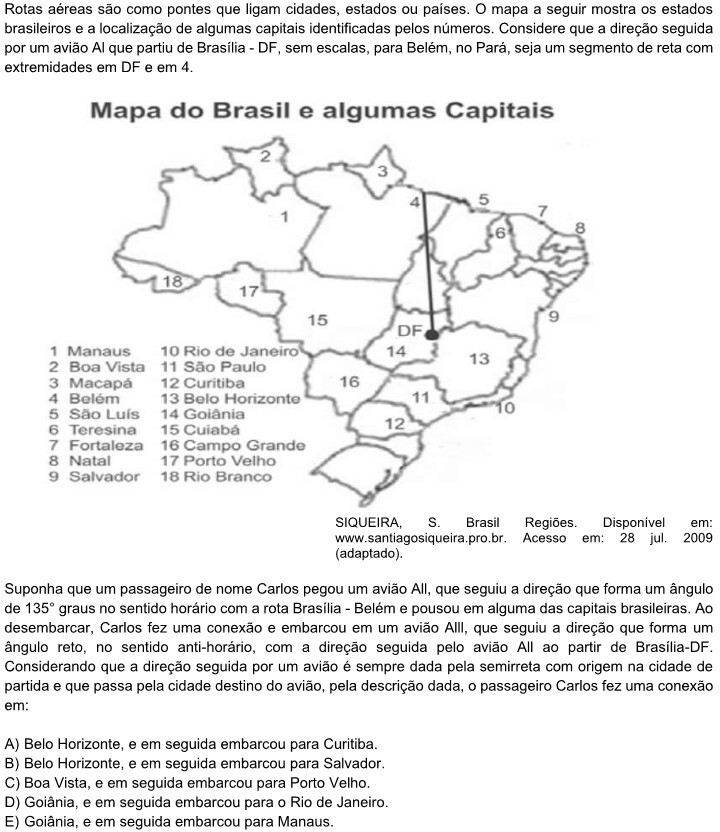 Rotas aéreas são como pontes que ligam cidades, estados ou países. O mapa a seguir mostra os estados
brasileiros e a localização de algumas capitais identificadas pelos números. Considere que a direção seguida
por um avião AI que partiu de Brasília - DF, sem escalas, para Belém, no Pará, seja um segmento de reta com
extremidades em DF e em 4.
Mapa do Brasil e algumas Capitais
2
3
4
5
1
7
6
8
18
17
9
15
DF
14
13
16
11
10
12
1 Manaus 10 Rio de Janeiro
2 Boa Vista 11 São Paulo
3 Macapá 12 Curitiba
4 Belém 13 Belo Horizonte
5 São Luís 14 Goiânia
6 Teresina 15 Cuiabá
7 Fortaleza 16 Campo Grande
8 Natal 17 Porto Velho
9 Salvador 18 Rio Branco
SIQUEIRA, S. Brasil Regiões. Disponível em:
www.santiagosiqueira.pro.br. Acesso em: 28 jul. 2009
(adaptado).
Suponha que um passageiro de nome Carlos pegou um avião AII, que seguiu a direção que forma um ângulo
de 135° graus no sentido horário com a rota Brasília - Belém e pousou em alguma das capitais brasileiras. Ao
desembarcar, Carlos fez uma conexão e embarcou em um avião AIII, que seguiu a direção que forma um
ângulo reto, no sentido anti-horário, com a direção seguida pelo avião AII ao partir de Brasília-DF.
Considerando que a direção seguida por um avião é sempre dada pela semirreta com origem na cidade de
partida e que passa pela cidade destino do avião, pela descrição dada, o passageiro Carlos fez uma conexão
em:
A) Belo Horizonte, e em seguida embarcou para Curitiba.
B) Belo Horizonte, e em seguida embarcou para Salvador.
C) Boa Vista, e em seguida embarcou para Porto Velho.
D) Goiânia, e em seguida embarcou para o Rio de Janeiro.
E) Goiânia, e em seguida embarcou para Manaus.